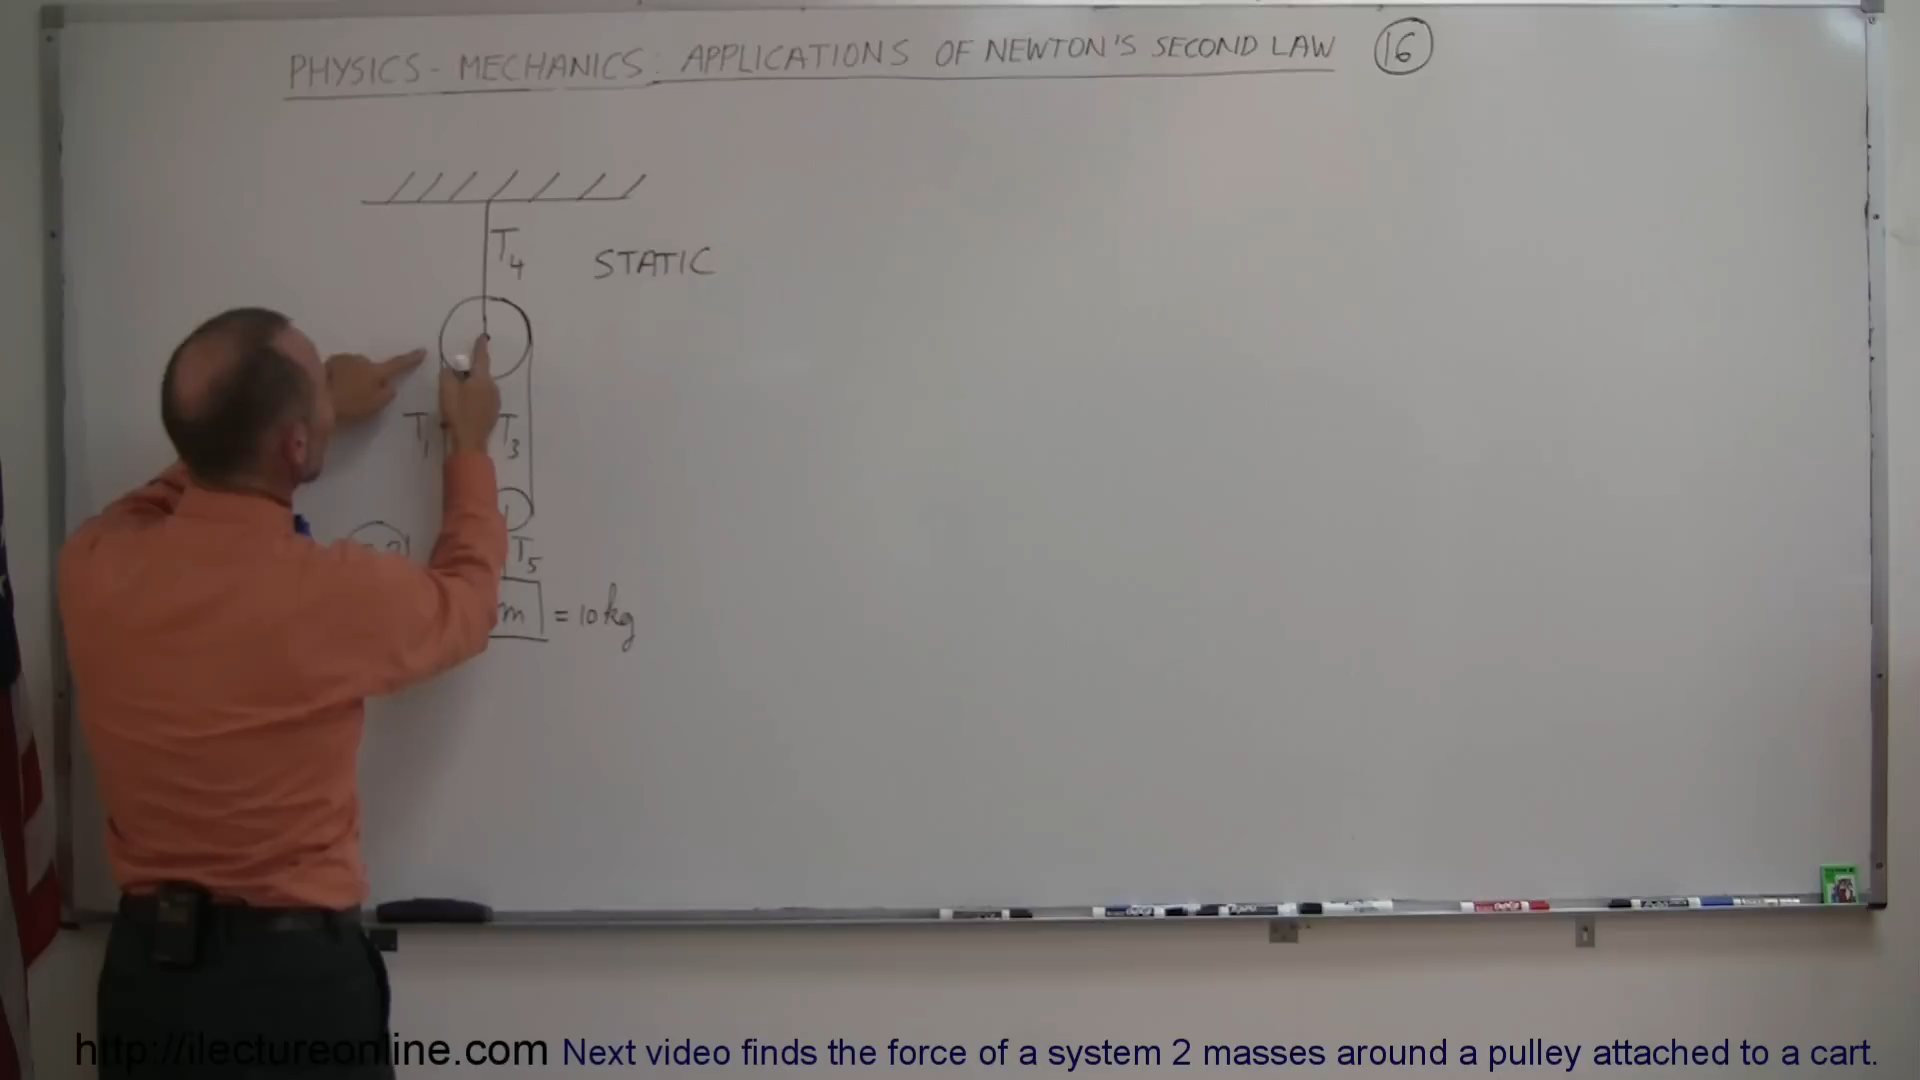 PHYSICS - MECHANICS: APPLICATIONS OF NEWTON'S SECOND LAW 16
T4
STATIC
T1 T3
T5
m = 10 kg
http://ilectureonline.com Next video finds the force of a system 2 masses around a pulley attached to a cart.